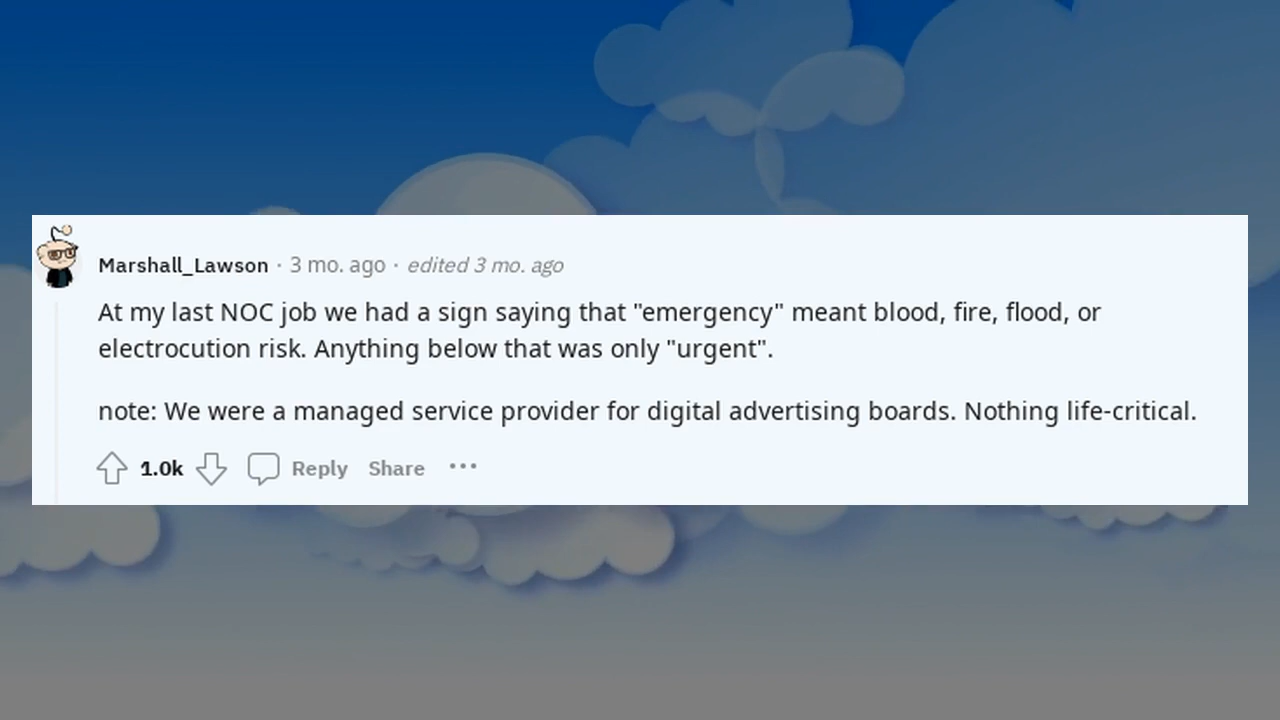 Marshall_Lawson · 3 mo. ago · edited 3 mo. ago
At my last NOC job we had a sign saying that "emergency" meant blood, fire, flood, or
electrocution risk. Anything below that was only "urgent".
note: We were a managed service provider for digital advertising boards. Nothing life-critical.
1.0k Reply Share ···